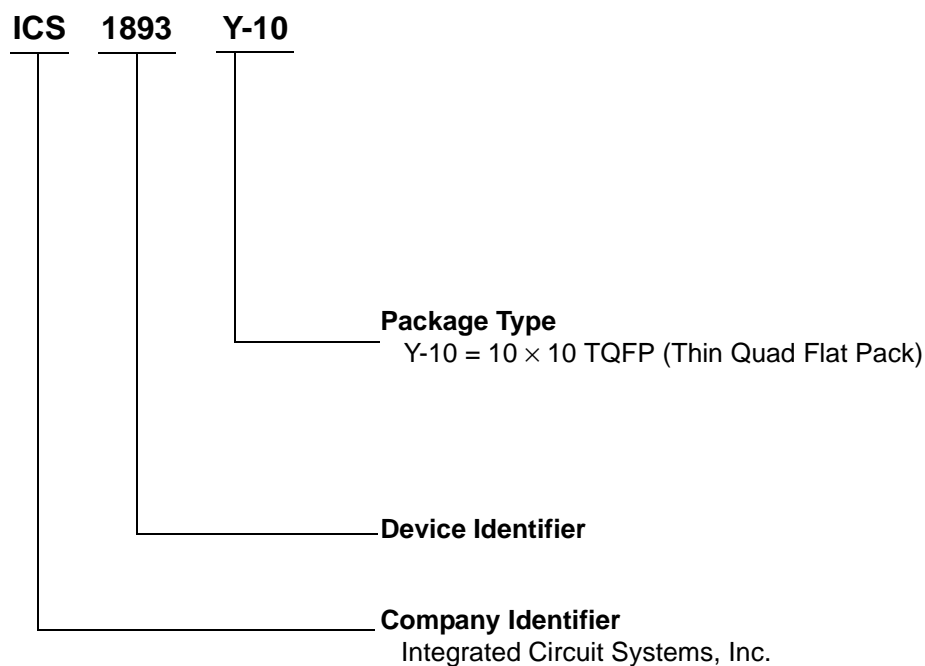 ICS 1893 Y-10
Package Type
Y-10 = 10 × 10 TQFP (Thin Quad Flat Pack)
Device Identifier
Company Identifier
Integrated Circuit Systems, Inc.